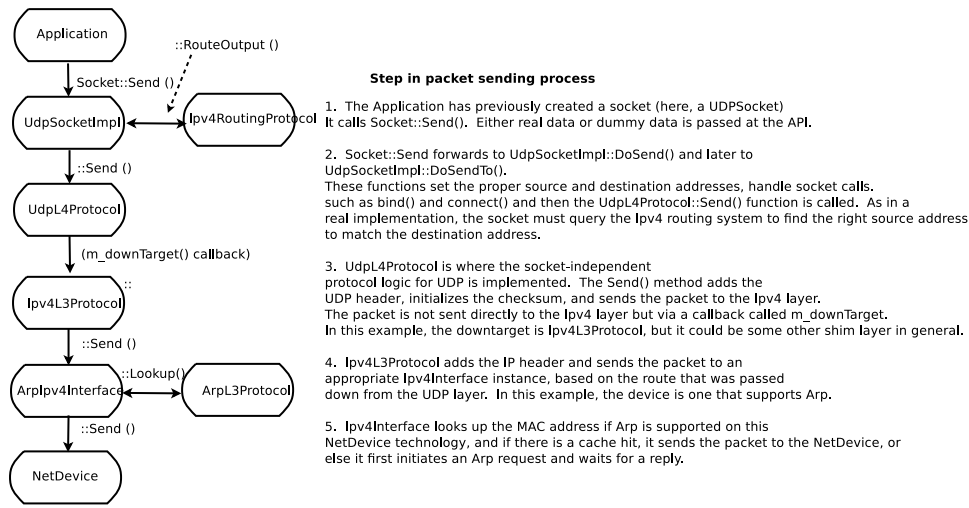 Application
::RouteOutput ()
Socket::Send ()
UdpSocketImpl
Ipv4RoutingProtocol
::Send ()
UdpL4Protocol
(m_downTarget() callback)
::
Ipv4L3Protocol
::Send ()
::Lookup()
ArpIpv4Interface
ArpL3Protocol
::Send ()
NetDevice
Step in packet sending process
1. The Application has previously created a socket (here, a UDPSocket)
It calls Socket::Send(). Either real data or dummy data is passed at the API.
2. Socket::Send forwards to UdpSocketImpl::DoSend() and later to
UdpSocketImpl::DoSendTo().
These functions set the proper source and destination addresses, handle socket calls.
such as bind() and connect() and then the UdpL4Protocol::Send() function is called. As in a
real implementation, the socket must query the Ipv4 routing system to find the right source address
to match the destination address.
3. UdpL4Protocol is where the socket-independent
protocol logic for UDP is implemented. The Send() method adds the
UDP header, initializes the checksum, and sends the packet to the Ipv4 layer.
The packet is not sent directly to the Ipv4 layer but via a callback called m_downTarget.
In this example, the downtarget is Ipv4L3Protocol, but it could be some other shim layer in general.
4. Ipv4L3Protocol adds the IP header and sends the packet to an
appropriate Ipv4Interface instance, based on the route that was passed
down from the UDP layer. In this example, the device is one that supports Arp.
5. Ipv4Interface looks up the MAC address if Arp is supported on this
NetDevice technology, and if there is a cache hit, it sends the packet to the NetDevice, or
else it first initiates an Arp request and waits for a reply.